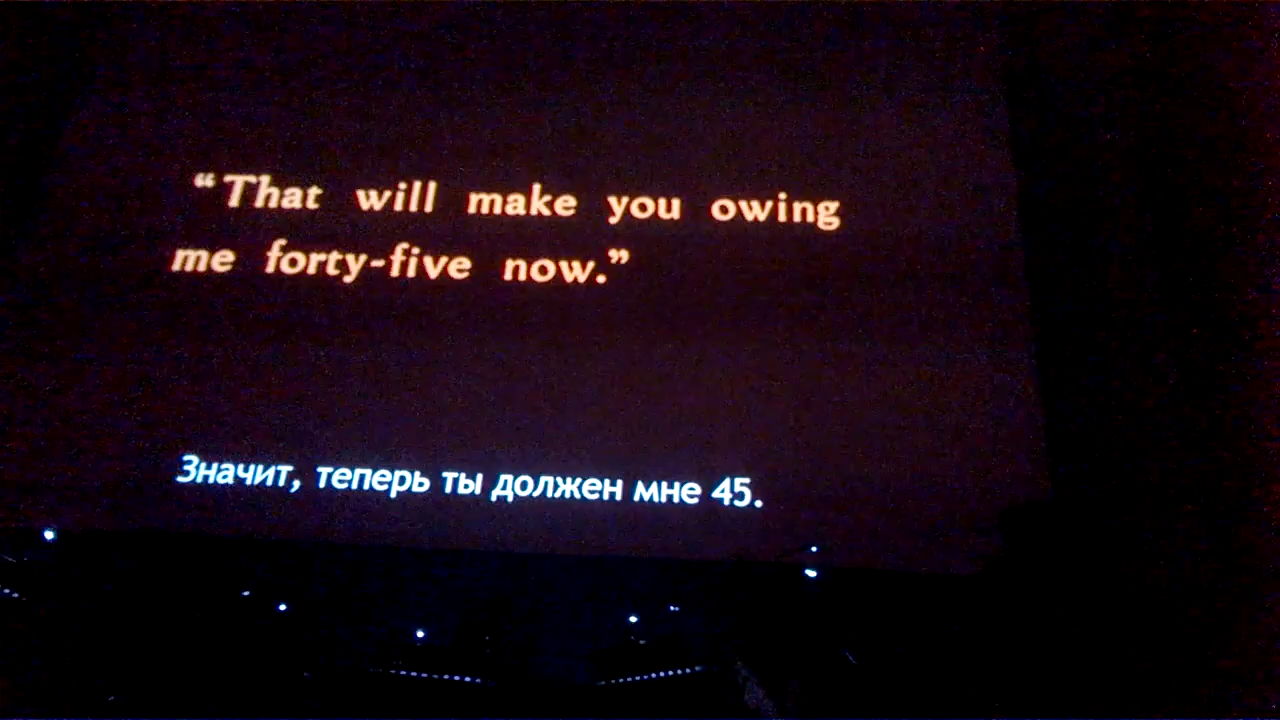 “That will make you owing
me forty-five now.”
Значит, теперь ты должен мне 45.